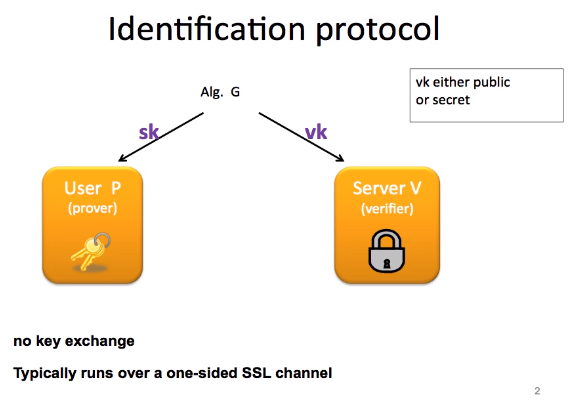 Identification protocol
Alg. G
vk either public
or secret
sk
vk
User P
(prover)
Server V
(verifier)
no key exchange
Typically runs over a one-sided SSL channel
2